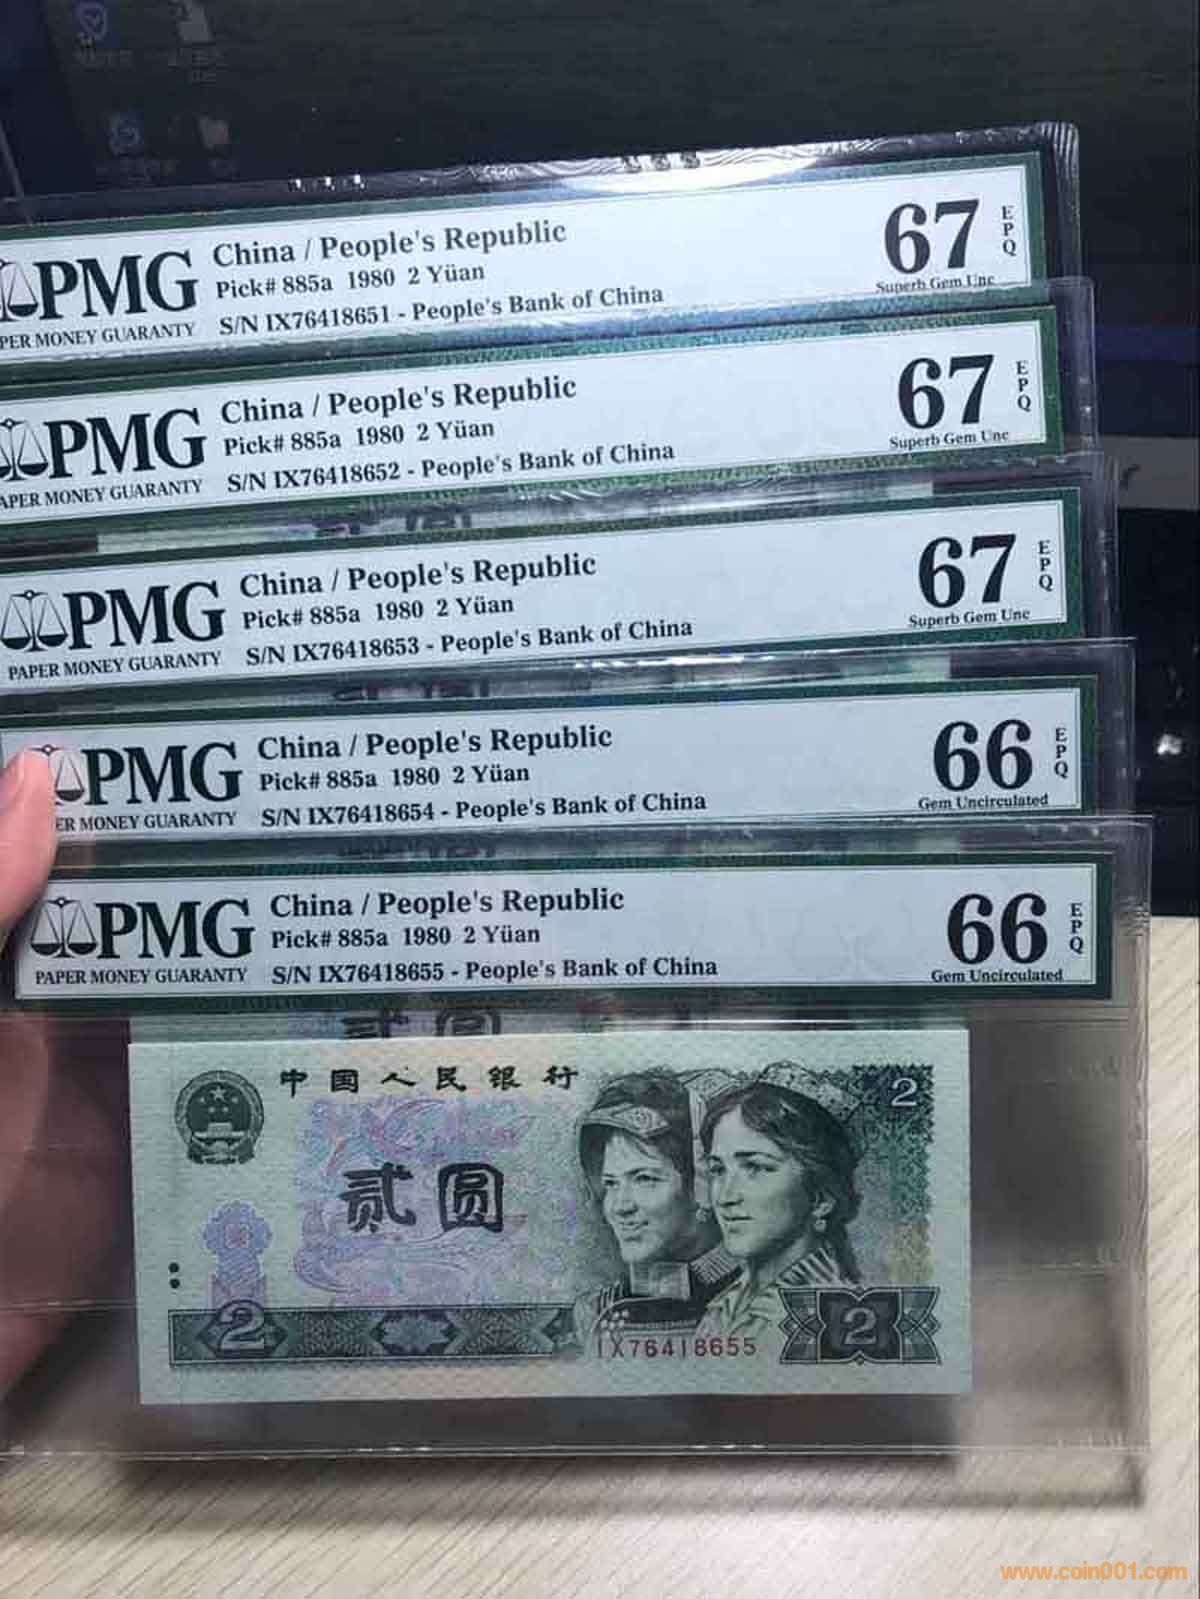 China / People's Republic
Pick# 885a 1980 2 Yüan
S/N IX76418651 - People's Bank of China
PMG
PER MONEY GUARANTY
67
EPQ
Superb Gem Unc
China / People's Republic
Pick# 885a 1980 2 Yüan
S/N IX76418652 - People's Bank of China
PMG
APER MONEY GUARANTY
67
EPQ
Superb Gem Unc
China / People's Republic
Pick# 885a 1980 2 Yüan
S/N IX76418653 - People's Bank of China
PMG
PAPER MONEY GUARANTY
67
EPQ
Superb Gem Unc
China / People's Republic
Pick# 885a 1980 2 Yüan
S/N IX76418654 - People's Bank of China
PMG
ER MONEY GUARANTY
66
EPQ
Gem Uncirculated
China / People's Republic
Pick# 885a 1980 2 Yüan
S/N IX76418655 - People's Bank of China
PMG
PAPER MONEY GUARANTY
66
EPQ
Gem Uncirculated
中国人民银行
2
贰圆
2
2
IX76418655
www.coin001.com